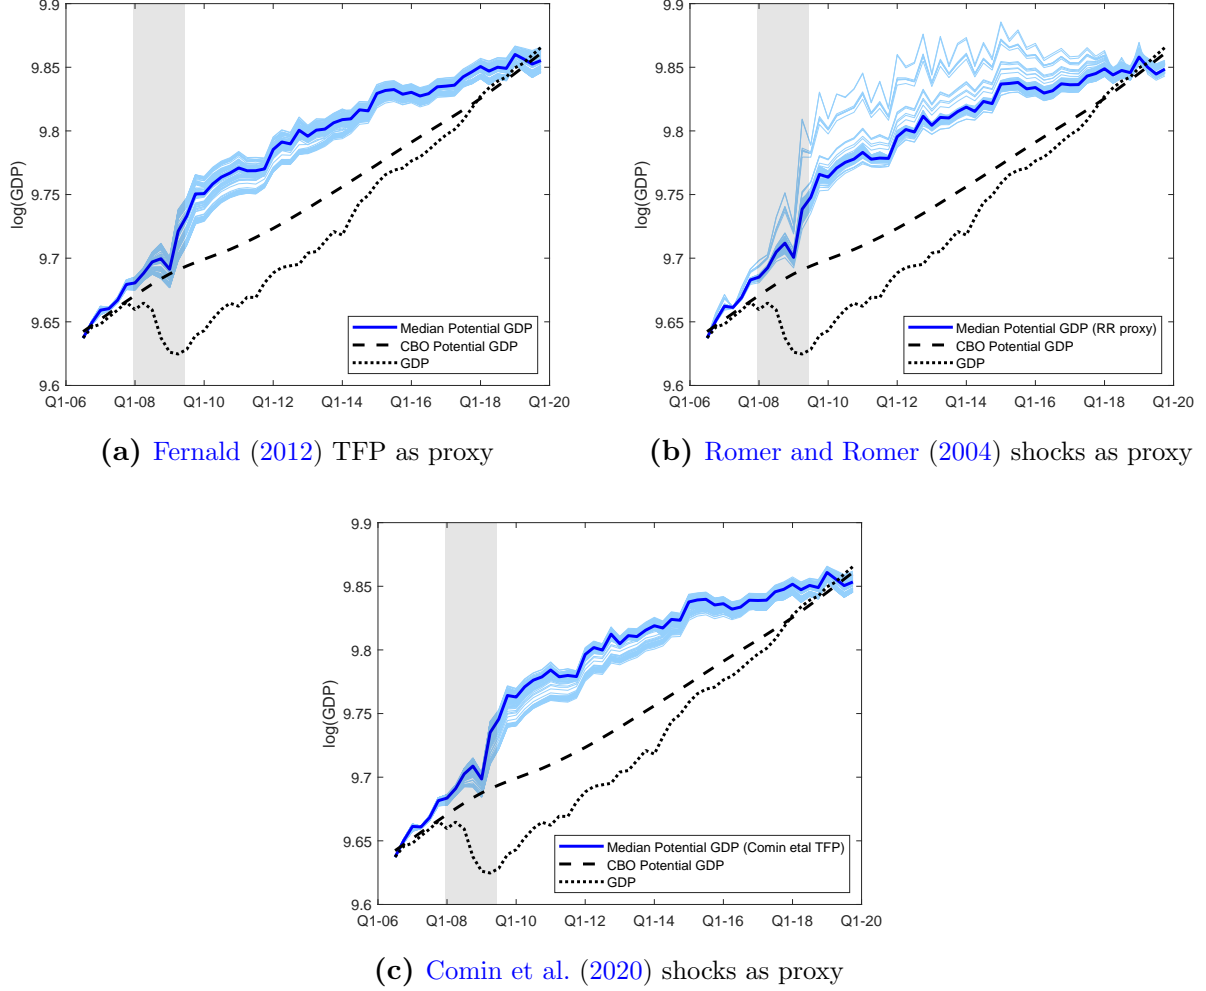 9.9
9.85
9.8
9.75
9.7
9.65
9.6
log(GDP)
Q1-06 Q1-08 Q1-10 Q1-12 Q1-14 Q1-16 Q1-18 Q1-20
Median Potential GDP
CBO Potential GDP
GDP
(a) Fernald (2012) TFP as proxy
9.9
9.85
9.8
9.75
9.7
9.65
9.6
log(GDP)
Q1-06 Q1-08 Q1-10 Q1-12 Q1-14 Q1-16 Q1-18 Q1-20
Median Potential GDP (RR proxy)
CBO Potential GDP
GDP
(b) Romer and Romer (2004) shocks as proxy
9.9
9.85
9.8
9.75
9.7
9.65
9.6
log(GDP)
Q1-06 Q1-08 Q1-10 Q1-12 Q1-14 Q1-16 Q1-18 Q1-20
Median Potential GDP (Comin etal TFP)
CBO Potential GDP
GDP
(c) Comin et al. (2020) shocks as proxy